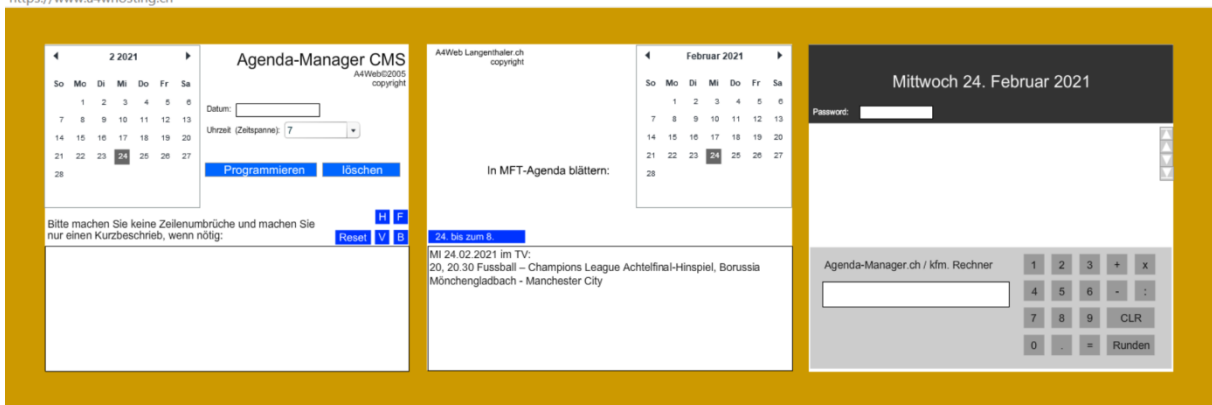 https://www.a4whosting.ch
2 2021
So Mo Di Mi Do Fr Sa
1 2 3 4 5 6
7 8 9 10 11 12 13
14 15 16 17 18 19 20
21 22 23 24 25 26 27
28
Agenda-Manager CMS
A4Web©2005
copyright
Datum:
Uhrzeit (Zeitspanne): 7
Programmieren löschen
Bitte machen Sie keine Zeilenumbrüche und machen Sie
nur einen Kurzbeschrieb, wenn nötig:
H F
Reset V B
A4Web Langenthaler.ch
copyright
Februar 2021
So Mo Di Mi Do Fr Sa
1 2 3 4 5 6
7 8 9 10 11 12 13
14 15 16 17 18 19 20
21 22 23 24 25 26 27
28
In MFT-Agenda blättern:
24. bis zum 8.
MI 24.02.2021 im TV:
20, 20.30 Fussball – Champions League Achtelfinal-Hinspiel, Borussia
Mönchengladbach - Manchester City
Mittwoch 24. Februar 2021
Password:
Agenda-Manager.ch / kfm. Rechner
1 2 3 + x
4 5 6 - :
7 8 9 CLR
0 . = Runden